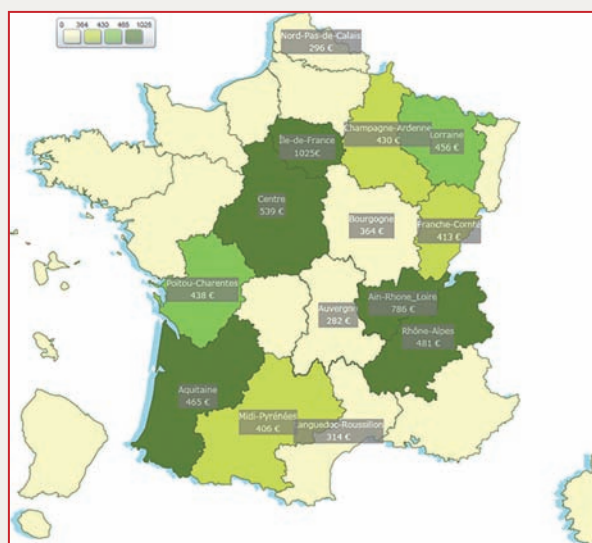 0 364 430 465 1025
Nord-Pas-de-Calais
296 €
Champagne-Ardenne
430 €
Lorraine
456 €
Île-de-France
1025€
Centre
539 €
Bourgogne
364 €
Franche-Comté
413 €
Poitou-Charentes
438 €
Auvergne
282 €
Ain-Rhone_Loire
786 €
Rhône-Alpes
481 €
Aquitaine
465 €
Midi-Pyrénées
406 €
Languedoc-Roussillon
314 €